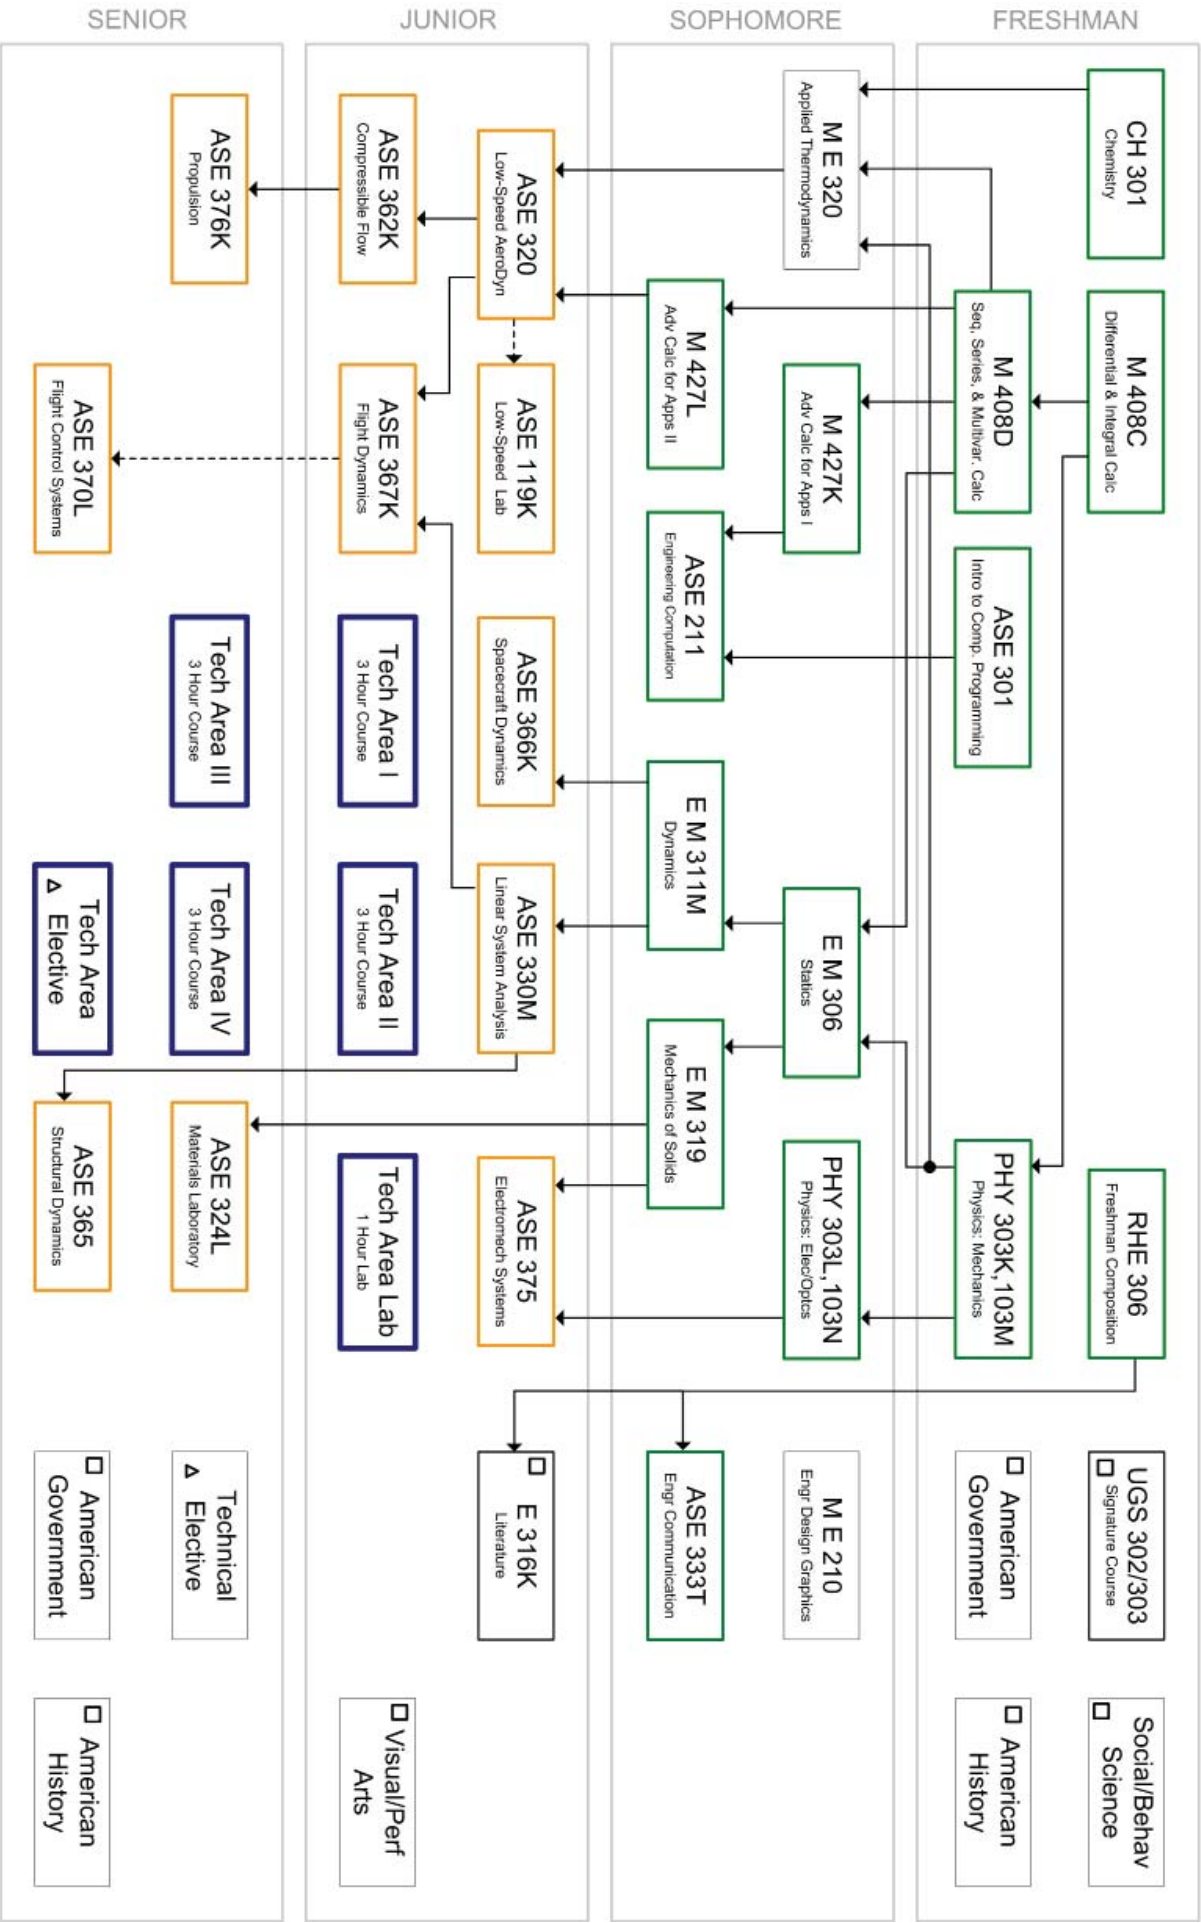 FRESHMAN
CH 301
Chemistry
M 408C
Differential & Integral Calc
RHE 306
Freshman Composition
UGS 302/303
Signature Course
Social/Behav
Science
M 408D
Seq, Series, & Multivar. Calc
ASE 301
Intro to Comp. Programming
PHY 303K,103M
Physics: Mechanics
American
Government
American
History
SOPHOMORE
M E 320
Applied Thermodynamics
M 427K
Adv Calc for Apps I
E M 306
Statics
PHY 303L,103N
Physics: Elec/Optcs
M E 210
Engr Design Graphics
M 427L
Adv Calc for Apps II
ASE 211
Engineering Computation
E M 311M
Dynamics
E M 319
Mechanics of Solids
ASE 333T
Engr Communication
JUNIOR
ASE 320
Low-Speed AeroDyn
ASE 119K
Low-Speed Lab
ASE 366K
Spacecraft Dynamics
ASE 330M
Linear System Analysis
ASE 375
Electromech Systems
E 316K
Literature
ASE 362K
Compressible Flow
ASE 367K
Flight Dynamics
Tech Area I
3 Hour Course
Tech Area II
3 Hour Course
Tech Area Lab
1 Hour Lab
Visual/Perf
Arts
SENIOR
ASE 376K
Propulsion
Tech Area III
3 Hour Course
Tech Area IV
3 Hour Course
ASE 324L
Materials Laboratory
Technical
Elective
ASE 370L
Flight Control Systems
Tech Area
Elective
ASE 365
Structural Dynamics
American
Government
American
History